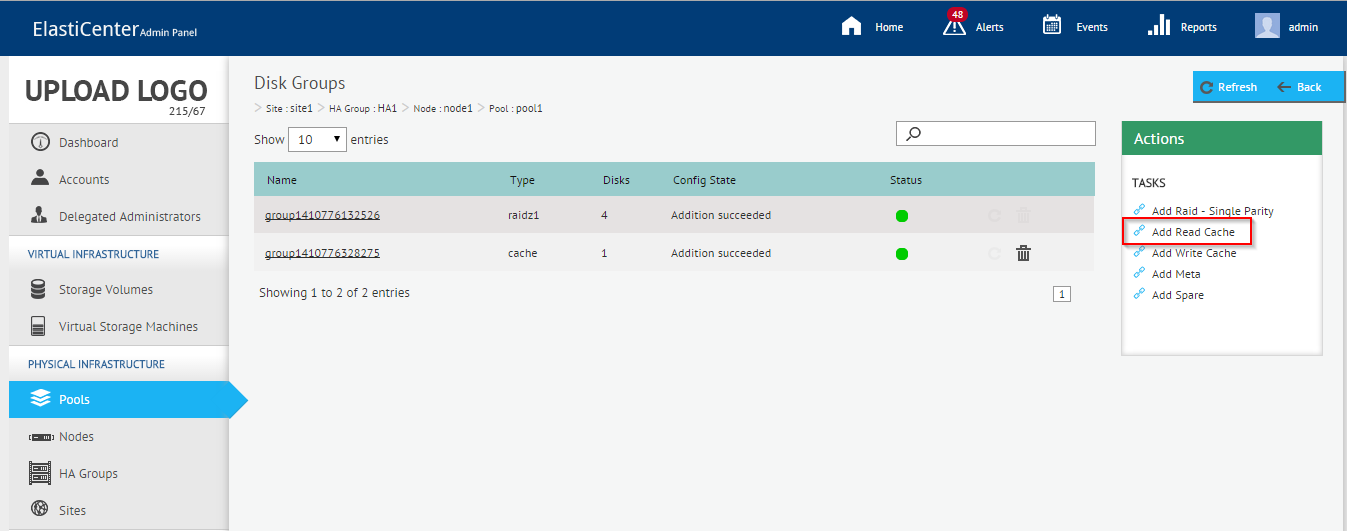 ElastiCenter Admin Panel
Home
48
Alerts
Events
Reports
admin
UPLOAD LOGO
215/67
Dashboard
Accounts
Delegated Administrators
VIRTUAL INFRASTRUCTURE
Storage Volumes
Virtual Storage Machines
PHYSICAL INFRASTRUCTURE
Pools
Nodes
HA Groups
Sites
Disk Groups
> Site : site1 > HA Group : HA1 > Node : node1 > Pool : pool1
Refresh
Back
Show 10 entries
Name Type Disks Config State Status
group1410776132526 raidz1 4 Addition succeeded
group1410776328275 cache 1 Addition succeeded
Showing 1 to 2 of 2 entries
1
Actions
TASKS
Add Raid - Single Parity
Add Read Cache
Add Write Cache
Add Meta
Add Spare